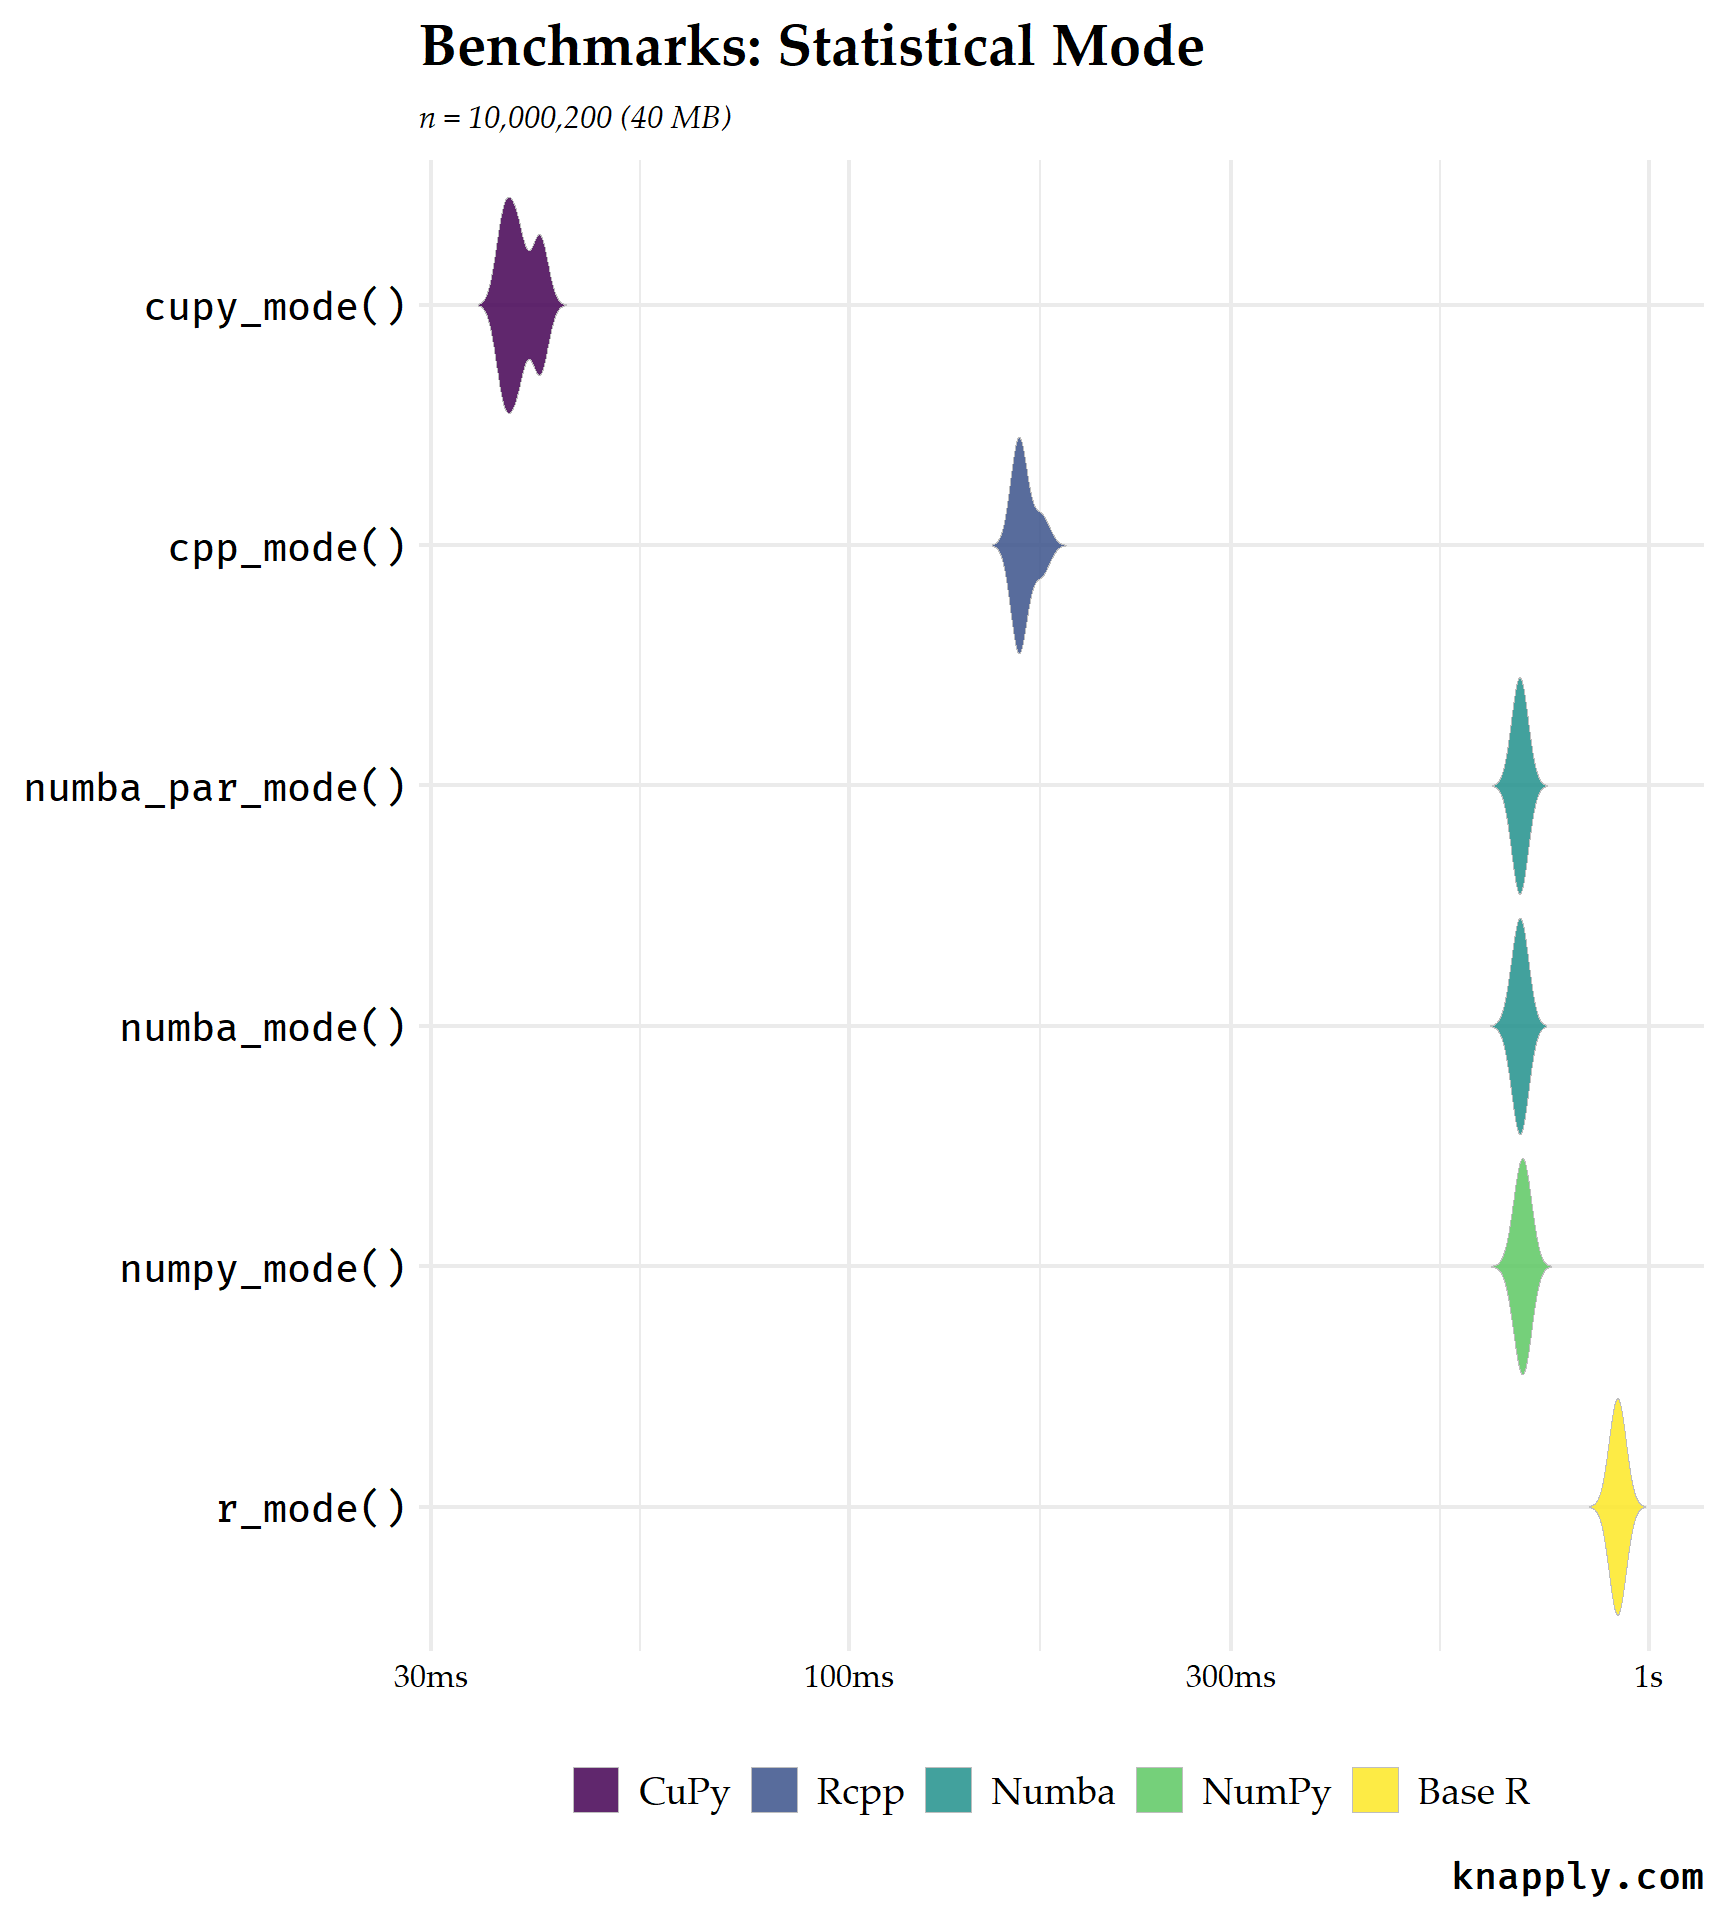 Benchmarks: Statistical Mode
n = 10,000,200 (40 MB)
cupy_mode()
cpp_mode()
numba_par_mode()
numba_mode()
numpy_mode()
r_mode()
30ms 100ms 300ms 1s
CuPy Rcpp Numba NumPy Base R
knapply.com